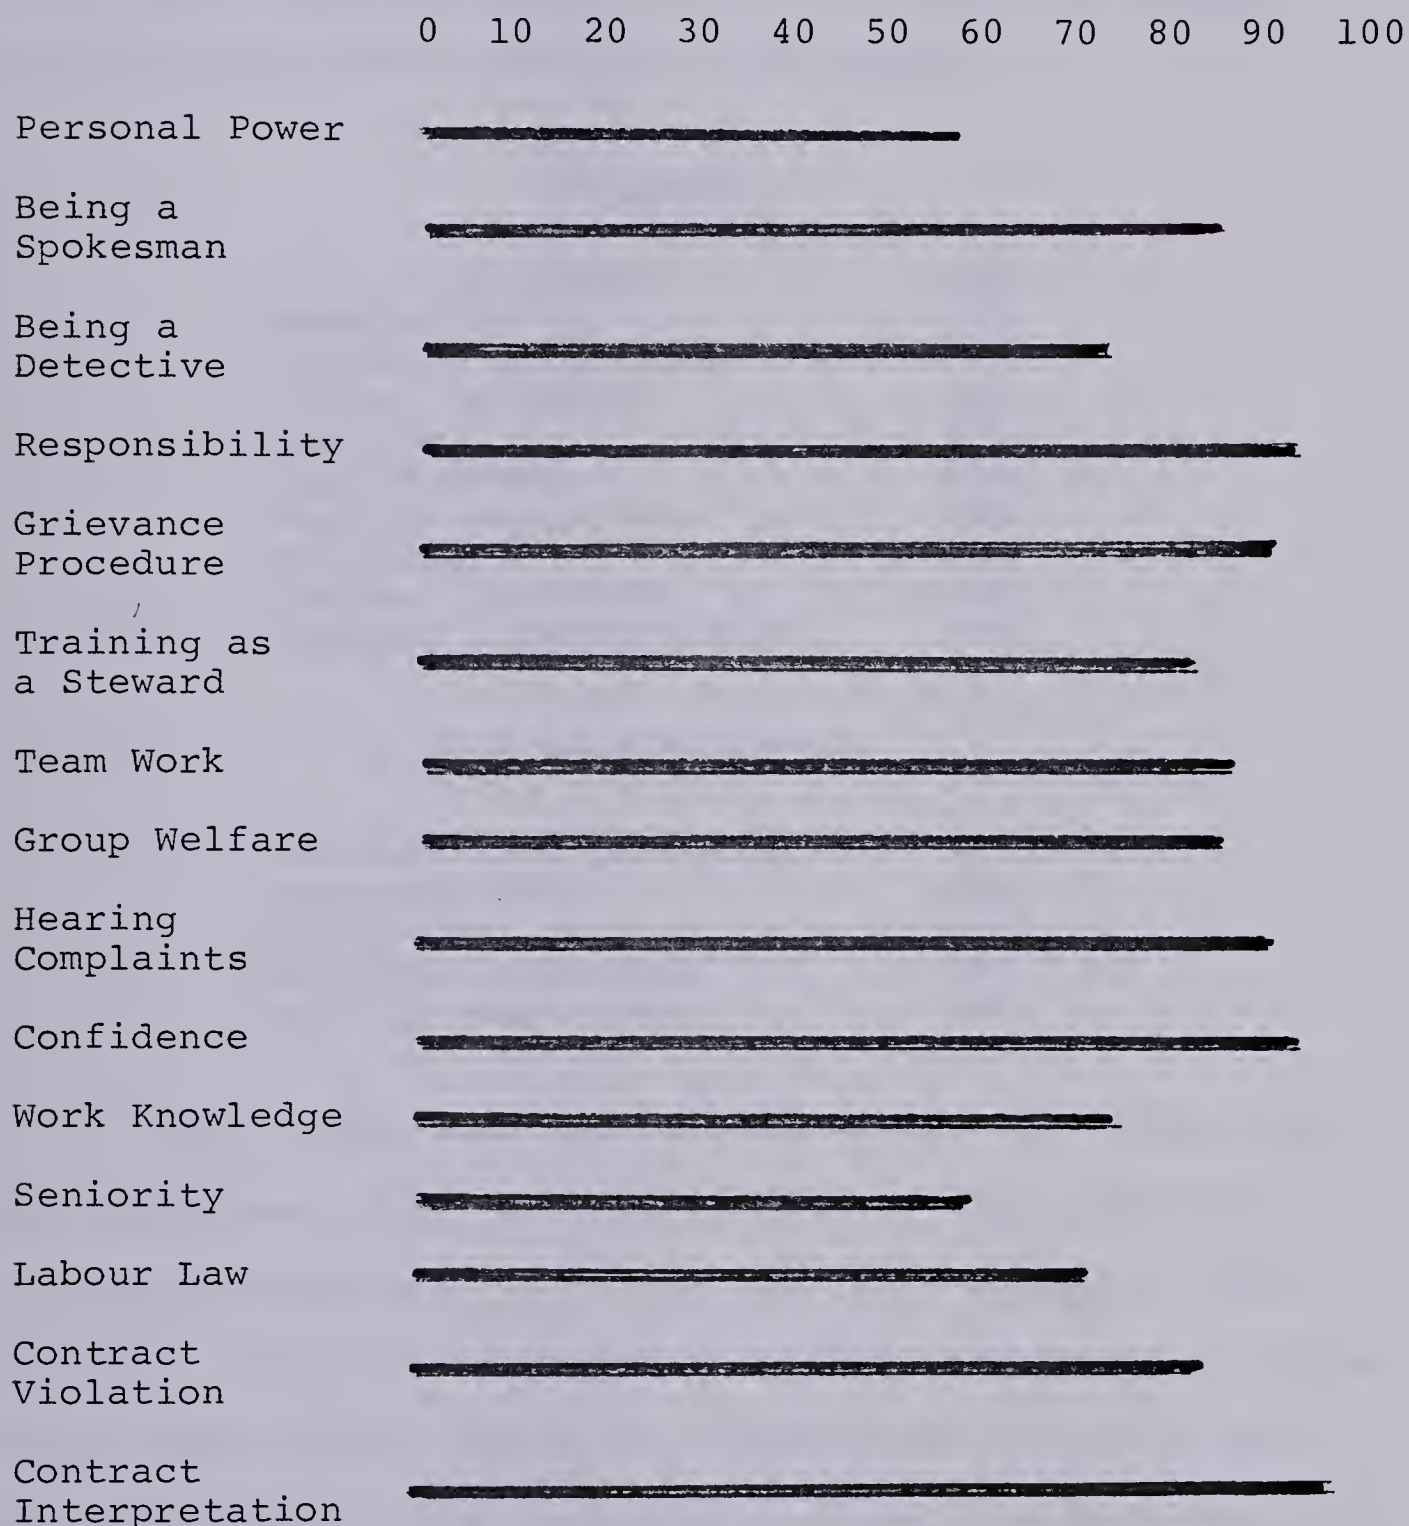 0 10 20 30 40 50 60 70 80 90 100
Personal Power
Being a
Spokesman
Being a
Detective
Responsibility
Grievance
Procedure
Training as
a Steward
Team Work
Group Welfare
Hearing
Complaints
Confidence
Work Knowledge
Seniority
Labour Law
Contract
Violation
Contract
Interpretation